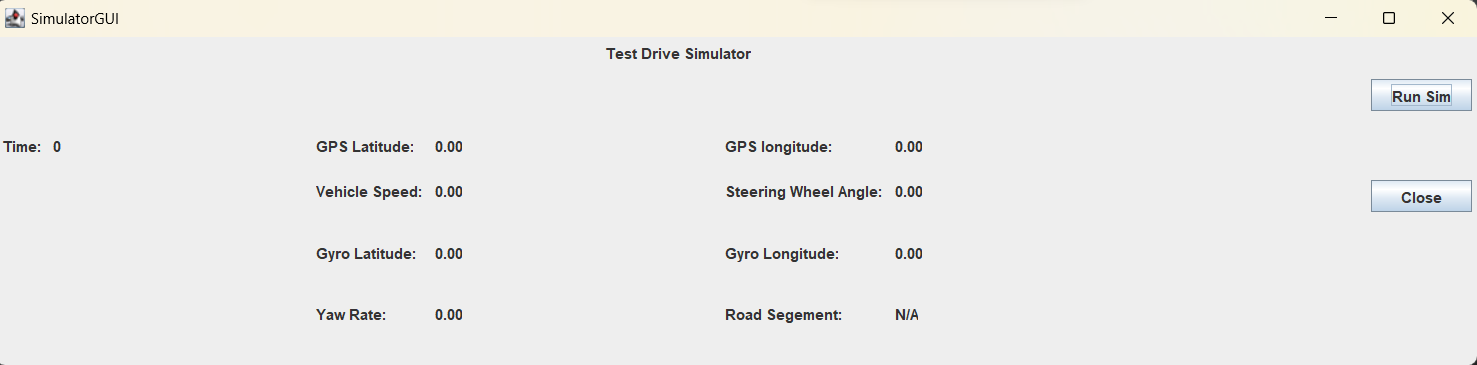 SimulatorGUI
Test Drive Simulator
Run Sim
Time: 0 GPS Latitude: 0.00 GPS longitude: 0.00
Vehicle Speed: 0.00 Steering Wheel Angle: 0.00
Close
Gyro Latitude: 0.00 Gyro Longitude: 0.00
Yaw Rate: 0.00 Road Segement: N/A